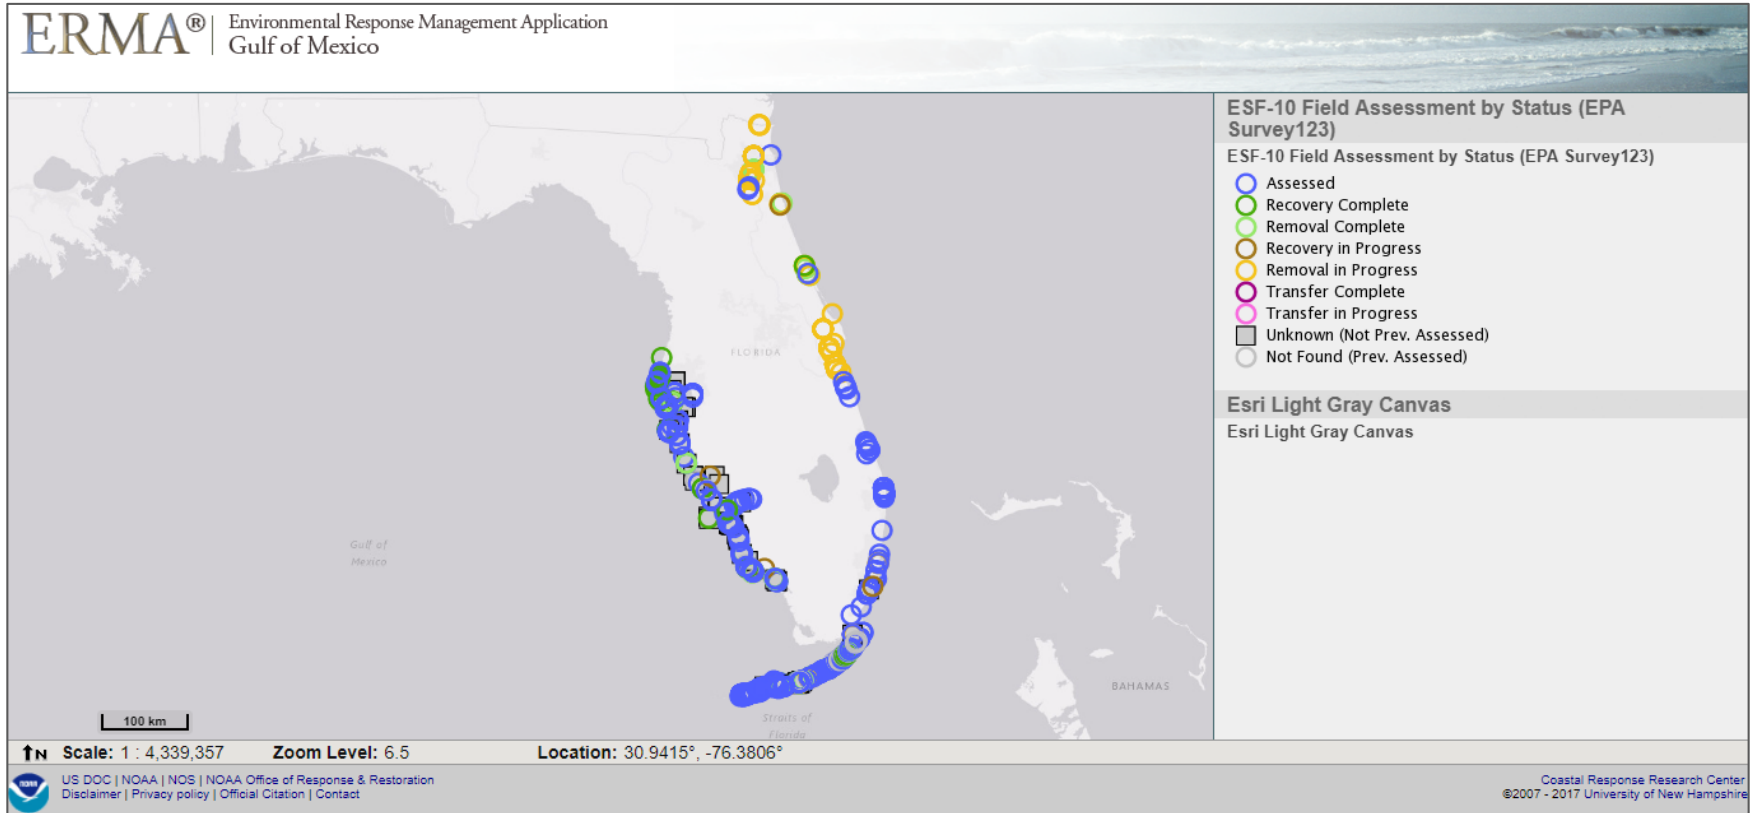 ERMA® Environmental Response Management Application
Gulf of Mexico
ESF-10 Field Assessment by Status (EPA
Survey123)
ESF-10 Field Assessment by Status (EPA Survey123)
Assessed
Recovery Complete
Removal Complete
Recovery in Progress
Removal in Progress
Transfer Complete
Transfer in Progress
Unknown (Not Prev. Assessed)
Not Found (Prev. Assessed)
Esri Light Gray Canvas
Esri Light Gray Canvas
FLORIDA
Gulf of
Mexico
BAHAMAS
Straits of
Florida
100 km
N Scale: 1 : 4,339,357 Zoom Level: 6.5 Location: 30.9415°, -76.3806°
NOAA
US DOC | NOAA | NOS | NOAA Office of Response & Restoration
Disclaimer | Privacy policy | Official Citation | Contact
Coastal Response Research Center
©2007 - 2017 University of New Hampshire